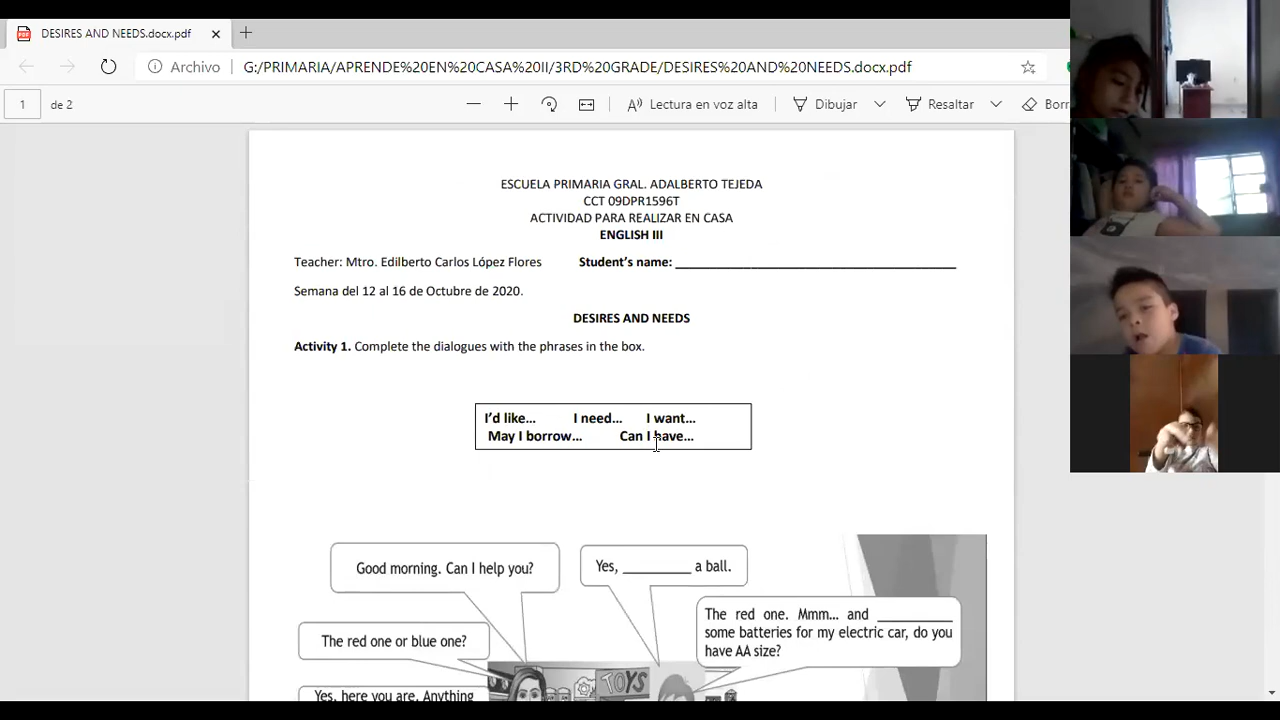 DESIRES AND NEEDS.docx.pdf
Archivo
G:/PRIMARIA/APRENDE%20EN%20CASA%20II/3RD%20GRADE/DESIRES%20AND%20NEEDS.docx.pdf
1
de 2
Lectura en voz alta
Dibujar
Resaltar
Borr
ESCUELA PRIMARIA GRAL. ADALBERTO TEJEDA
CCT 09DPR1596T
ACTIVIDAD PARA REALIZAR EN CASA
ENGLISH III
Teacher: Mtro. Edilberto Carlos López Flores Student's name: ________________________________________
Semana del 12 al 16 de Octubre de 2020.
DESIRES AND NEEDS
Activity 1. Complete the dialogues with the phrases in the box.
I'd like... I need... I want...
May I borrow... Can I have...
Good morning. Can I help you?
Yes, __________ a ball.
The red one or blue one?
The red one. Mmm... and ___________
some batteries for my electric car, do you
have AA size?
Yes, here you are. Anything
TOYS